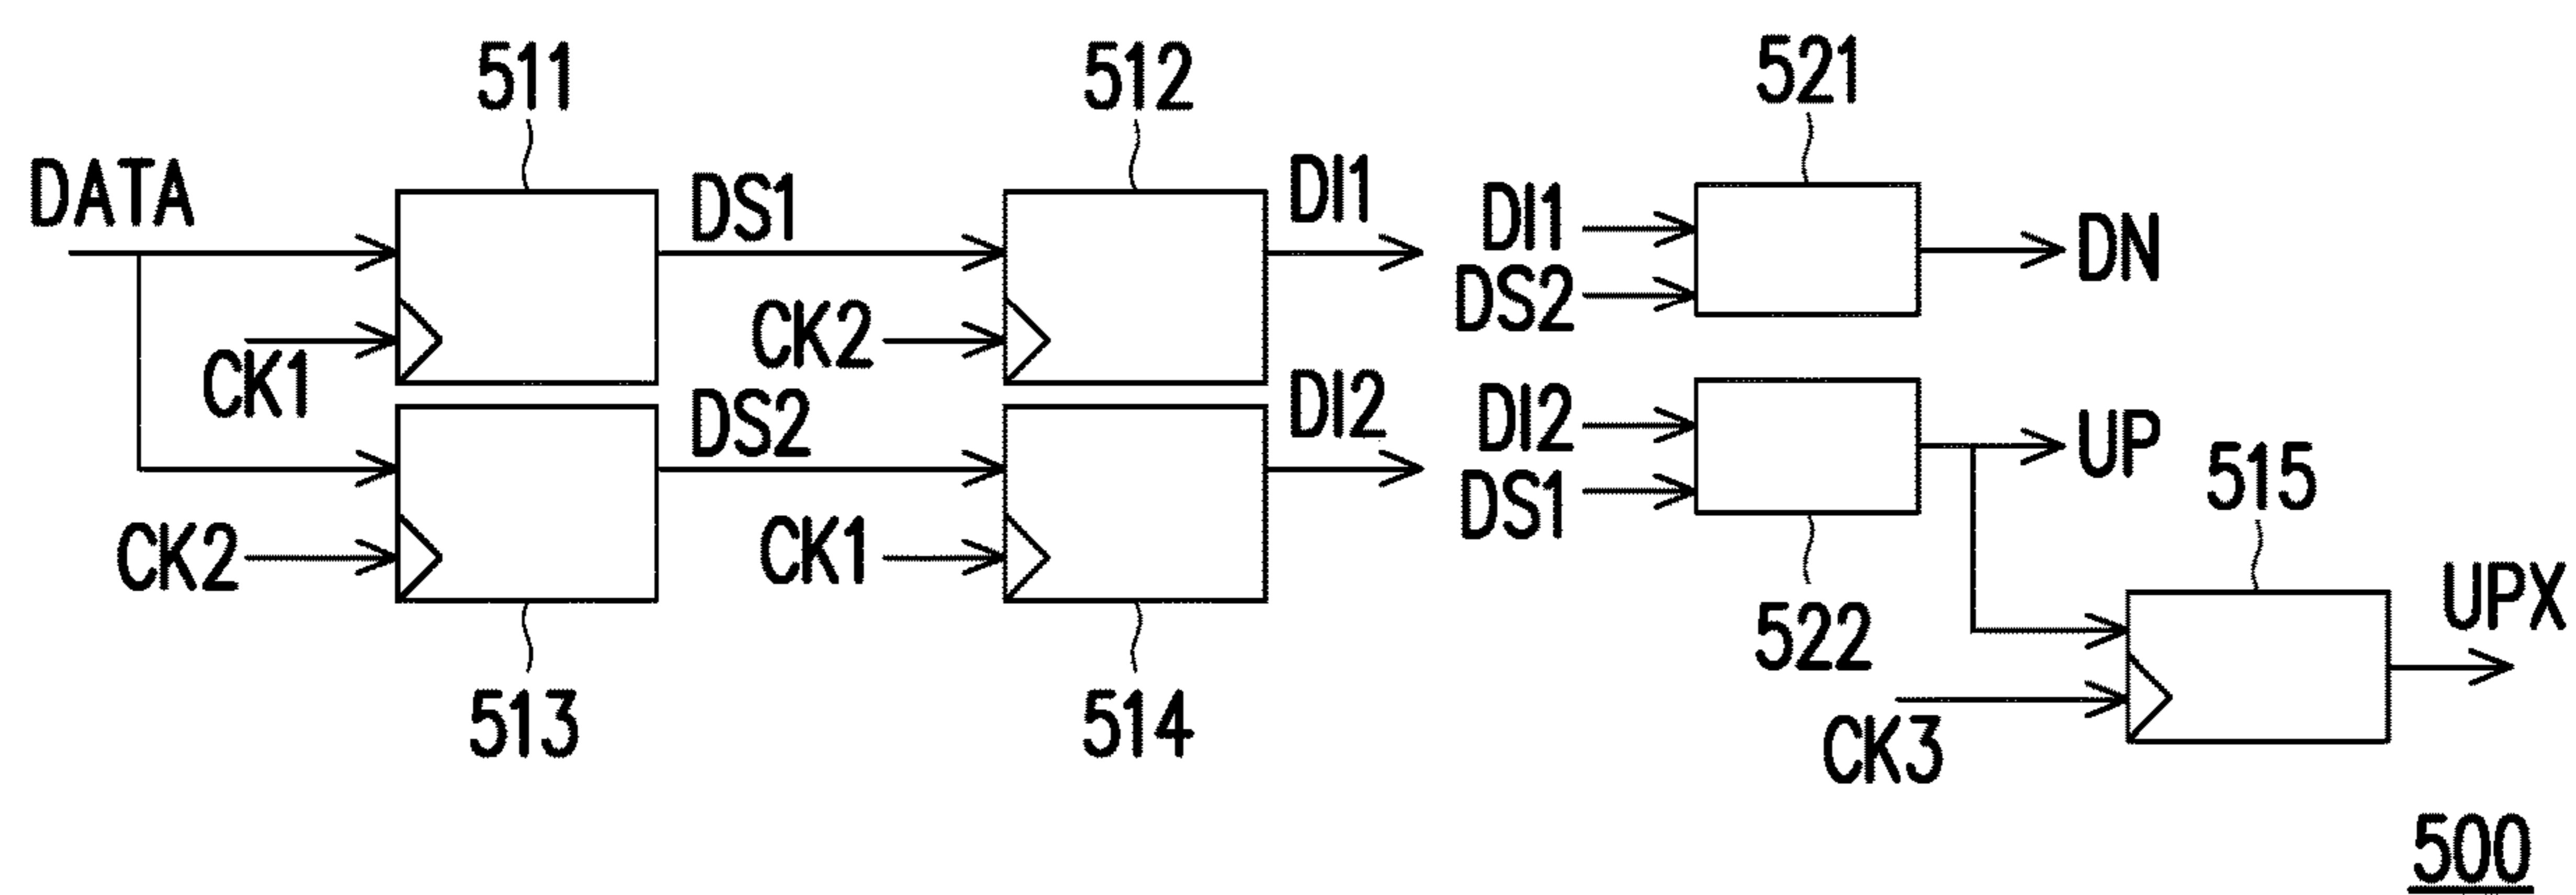 511
512
521
DATA
DS1
DI1
DI1
DN
DS2
CK1
CK2
DS2
DI2
DI2
UP
DS1
515
CK2
CK1
522
UPX
513
514
CK3
500